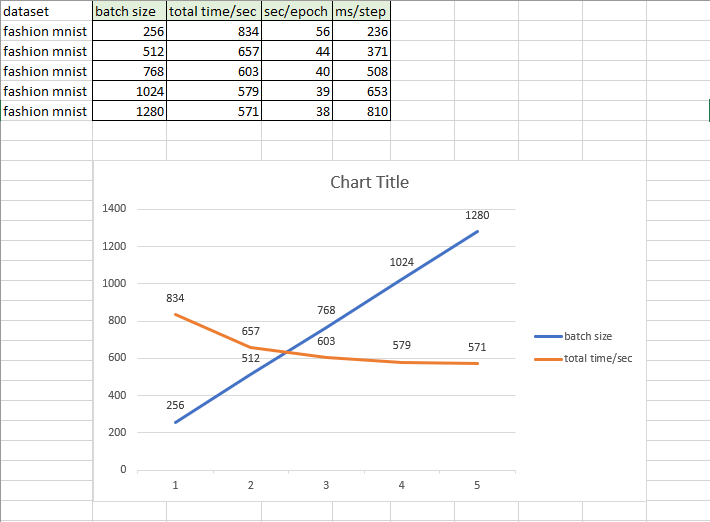 dataset batch size total time/sec sec/epoch ms/step
fashion mnist 256 834 56 236
fashion mnist 512 657 44 371
fashion mnist 768 603 40 508
fashion mnist 1024 579 39 653
fashion mnist 1280 571 38 810
Chart Title
1400
1280
1200
1024
1000
834
800
768
657
603
579
571
600
512
400
256
200
0
batch size
total time/sec
1 2 3 4 5